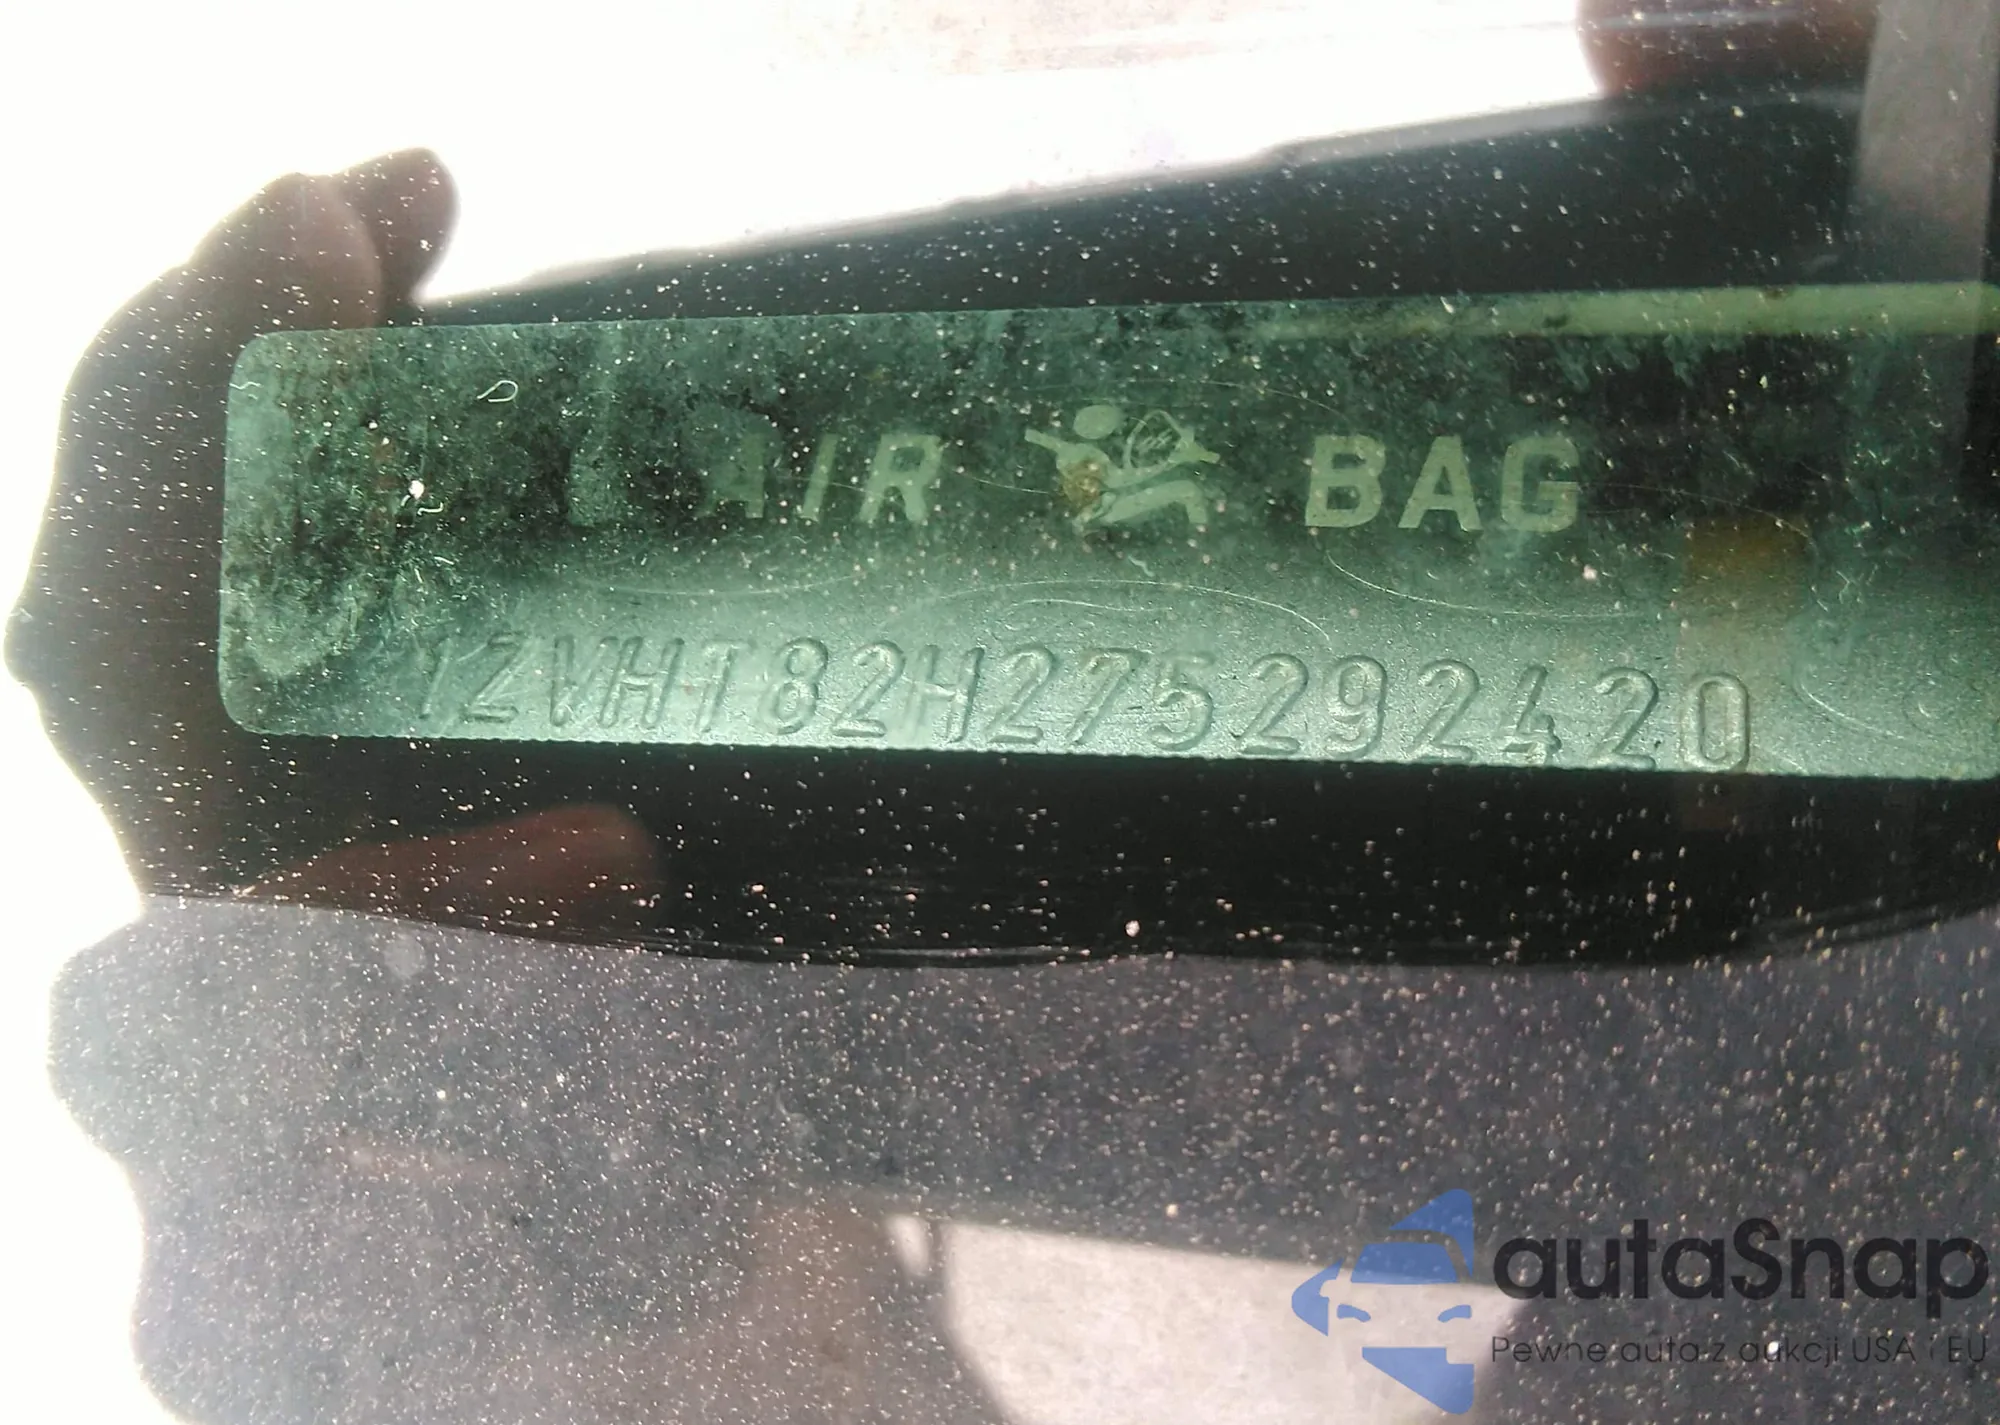 AIR BAG
1ZVHT82H275292420
autaSnap
Pewne auta z aukcji USA i EU